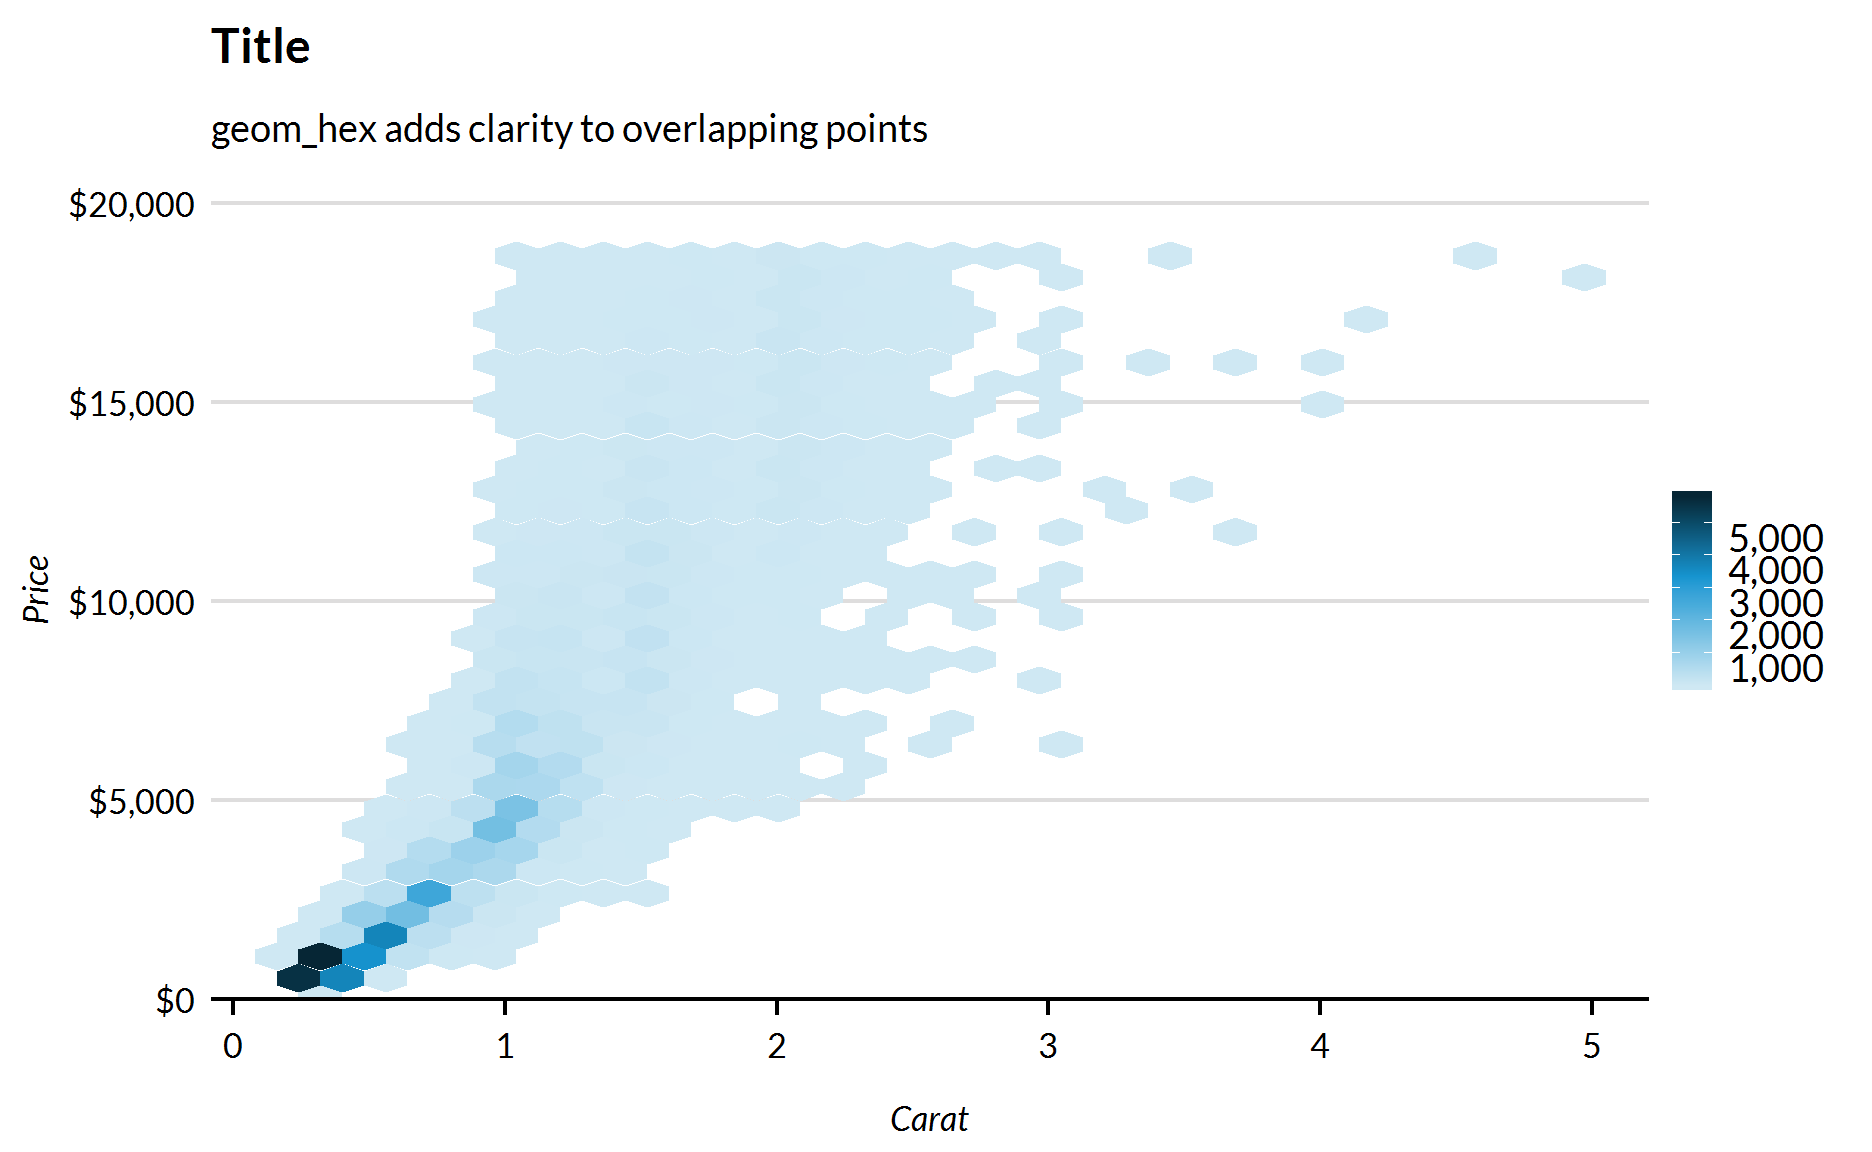 Title
geom_hex adds clarity to overlapping points
$20,000
$15,000
$10,000
$5,000
$0
Price
0 1 2 3 4 5
Carat
5,000
4,000
3,000
2,000
1,000